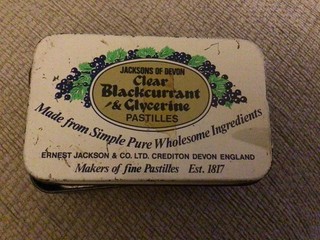 JACKSONS OF DEVON
Clear
Blackcurrant
& Glycerine
PASTILLES
Made from Simple Pure Wholesome Ingredients
ERNEST JACKSON & CO. LTD. CREDITON DEVON ENGLAND
Makers of fine Pastilles Est. 1817